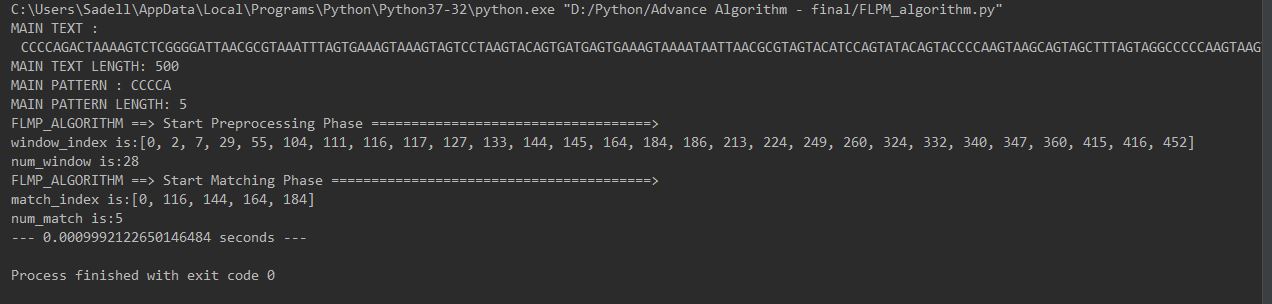 C:\Users\Sadell\AppData\Local\Programs\Python\Python37-32\python.exe "D:/Python/Advance Algorithm - final/FLPM_algorithm.py"
MAIN TEXT :
CCCCAGACTAAAAGTCTCGGGGATTAACGCGTAAATTTAGTGAAAGTAAAGTAGTCCTAAGTACAGTGATGAGTGAAAGTAAAATAATTAACGCGTAGTACATCCAGTATACAGTACCCCAAGTAAGCAGTAGCTTTAGTAGGCCCCCAAGTAAG
MAIN TEXT LENGTH: 500
MAIN PATTERN : CCCCA
MAIN PATTERN LENGTH: 5
FLMP_ALGORITHM ==> Start Preprocessing Phase ===================================>
window_index is:[0, 2, 7, 29, 55, 104, 111, 116, 117, 127, 133, 144, 145, 164, 184, 186, 213, 224, 249, 260, 324, 332, 340, 347, 360, 415, 416, 452]
num_window is:28
FLMP_ALGORITHM ==> Start Matching Phase ========================================>
match_index is:[0, 116, 144, 164, 184]
num_match is:5
--- 0.0009992122650146484 seconds ---
Process finished with exit code 0